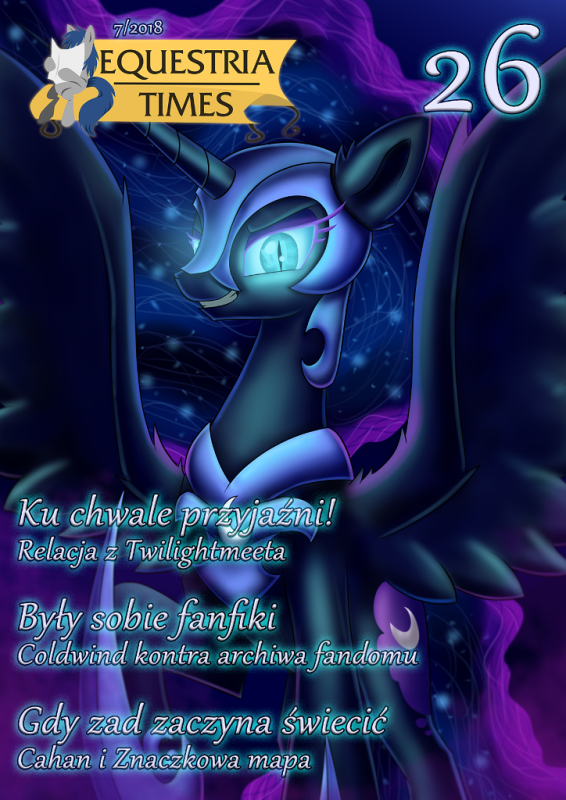 7/2018
EQUESTRIA
TIMES
26
Ku chwale przyjaźni!
Relacja z Twilightmeeta
Były sobie fanfiki
Coldwind kontra archiwa fandomu
Gdy zad zaczyna świecić
Cahan i Znaczkowa mapa